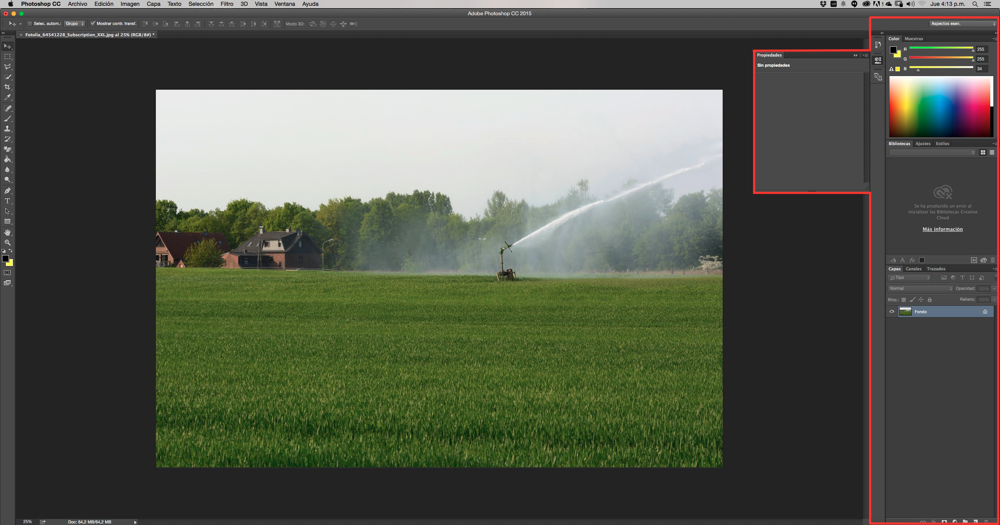 Photoshop CC Archivo Edición Imagen Capa Texto Selección Filtro 3D Vista Ventana Ayuda
1
Jue 4:13 p.m.
Adobe Photoshop CC 2015
Selec. autom.: Grupo Mostrar contr. transf. Modo 3D:
Aspectos esen.
× Fotolia_64541228_Subscription_XXL.jpg al 25% (RGB/8#) *
Color Muestras
R 255
G 255
B 34
Propiedades
Sin propiedades
Bibliotecas Ajustes Estilos
Se ha producido un error al
inicializar las Bibliotecas Creative
Cloud
Más información
A fx St
Capas Canales Trazados
Tipo T
Normal Opacidad: 100%
Bloq.: Relleno: 100%
Fondo
T
25% Doc: 64,2 MB/64,2 MB
fx